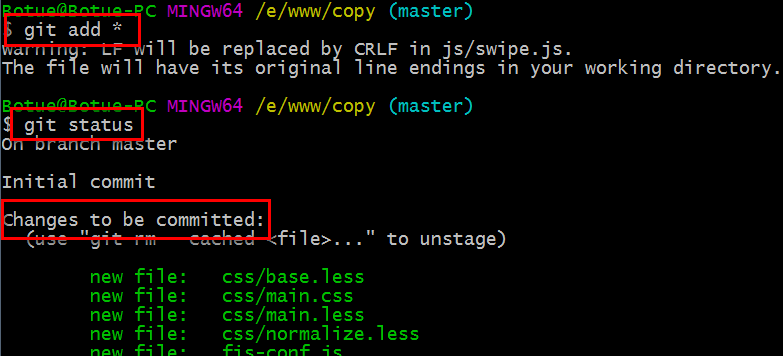 Botue@Botue-PC MINGW64 /e/www/copy (master)
$ git add *
warning: LF will be replaced by CRLF in js/swipe.js.
The file will have its original line endings in your working directory.
Botue@Botue-PC MINGW64 /e/www/copy (master)
$ git status
On branch master
Initial commit
Changes to be committed:
(use "git rm --cached <file>..." to unstage)
new file: css/base.less
new file: css/main.css
new file: css/main.less
new file: css/normalize.less
new file: fis-conf.js